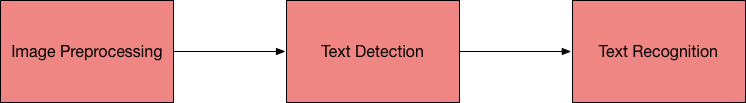 Image Preprocessing
Text Detection
Text Recognition